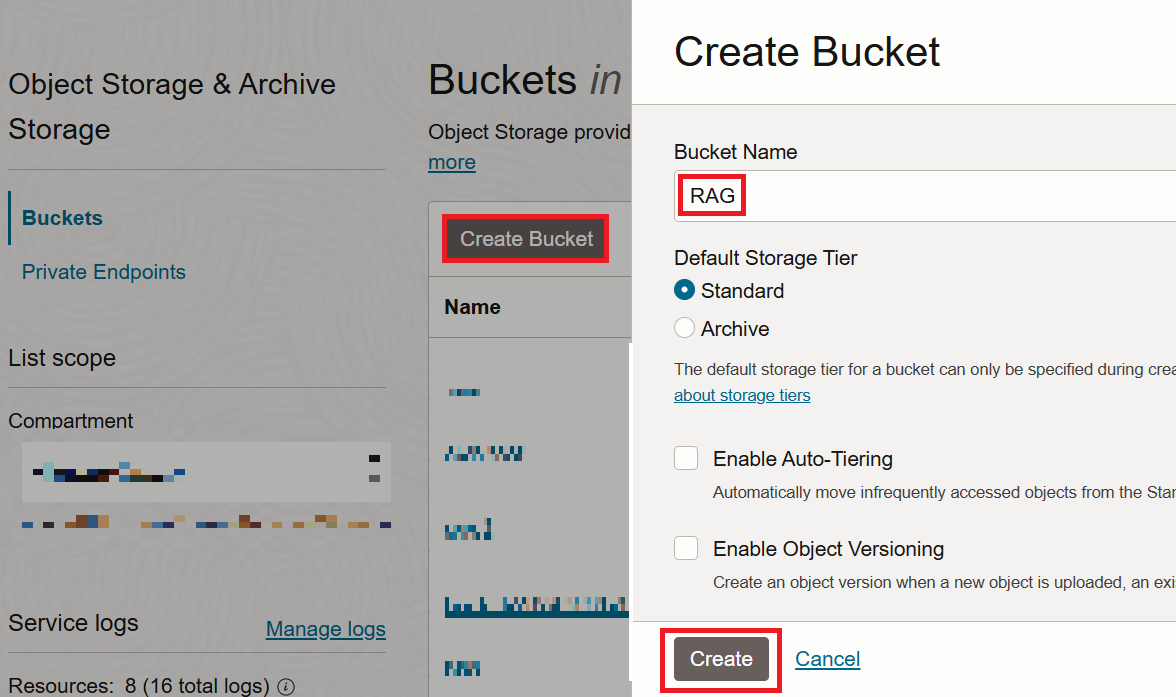 Object Storage & Archive
Storage
Buckets
Private Endpoints
List scope
Compartment
Service logs
Manage logs
Resources: 8 (16 total logs)
Buckets in
Object Storage provid
more
Create Bucket
Name
Create Bucket
Bucket Name
RAG
Default Storage Tier
Standard
Archive
The default storage tier for a bucket can only be specified during crea
about storage tiers
Enable Auto-Tiering
Automatically move infrequently accessed objects from the Star
Enable Object Versioning
Create an object version when a new object is uploaded, an exi
Create
Cancel